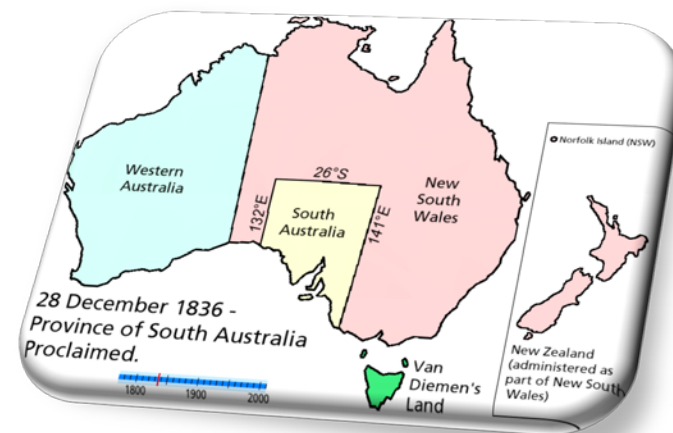 Norfolk Island (NSW)
Western
Australia
26°S
132°E
South
Australia
141°E
New
South
Wales
28 December 1836 -
Province of South Australia
Proclaimed.
1800
1900
2000
Van
Diemen's
Land
New Zealand
(administered as
part of New South
Wales)